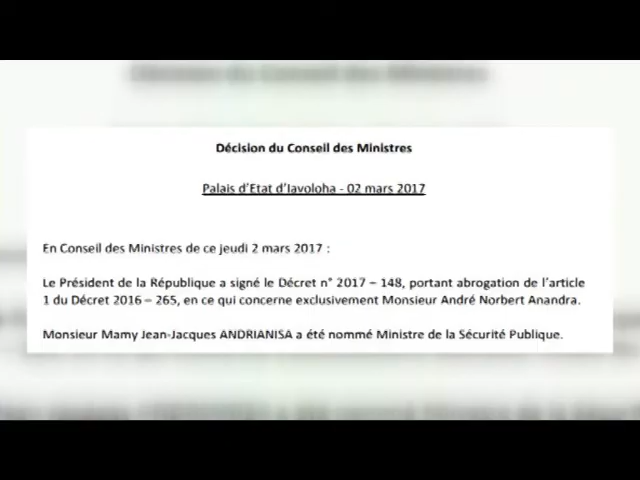 Décision du Conseil des Ministres
Palais d'Etat d'Iavoloha - 02 mars 2017
En Conseil des Ministres de ce jeudi 2 mars 2017 :
Le Président de la République a signé le Décret n° 2017 – 148, portant abrogation de l'article
1 du Décret 2016 – 265, en ce qui concerne exclusivement Monsieur André Norbert Anandra.
Monsieur Mamy Jean-Jacques ANDRIANISA a été nommé Ministre de la Sécurité Publique.